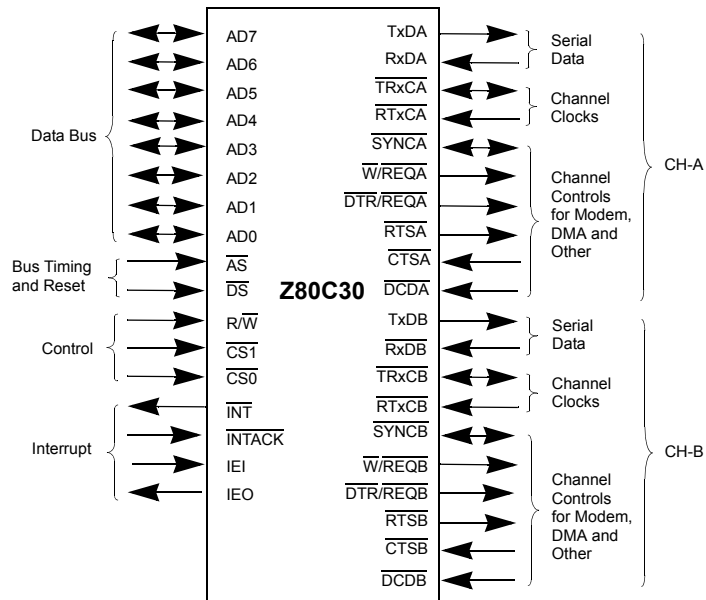 AD7
AD6
AD5
AD4
AD3
AD2
AD1
AD0
AS
DS
R/W
CS1
CS0
INT
INTACK
IEI
IEO
Data Bus
Bus Timing
and Reset
Control
Interrupt
Z80C30
TxDA
RxDA
TRxCA
RTxCA
SYNCA
W/REQA
DTR/REQA
RTSA
CTSA
DCDA
TxDB
RxDB
TRxCB
RTxCB
SYNCB
W/REQB
DTR/REQB
RTSB
CTSB
DCDB
Serial
Data
Channel
Clocks
Channel
Controls
for Modem,
DMA and
Other
CH-A
Serial
Data
Channel
Clocks
Channel
Controls
for Modem,
DMA and
Other
CH-B